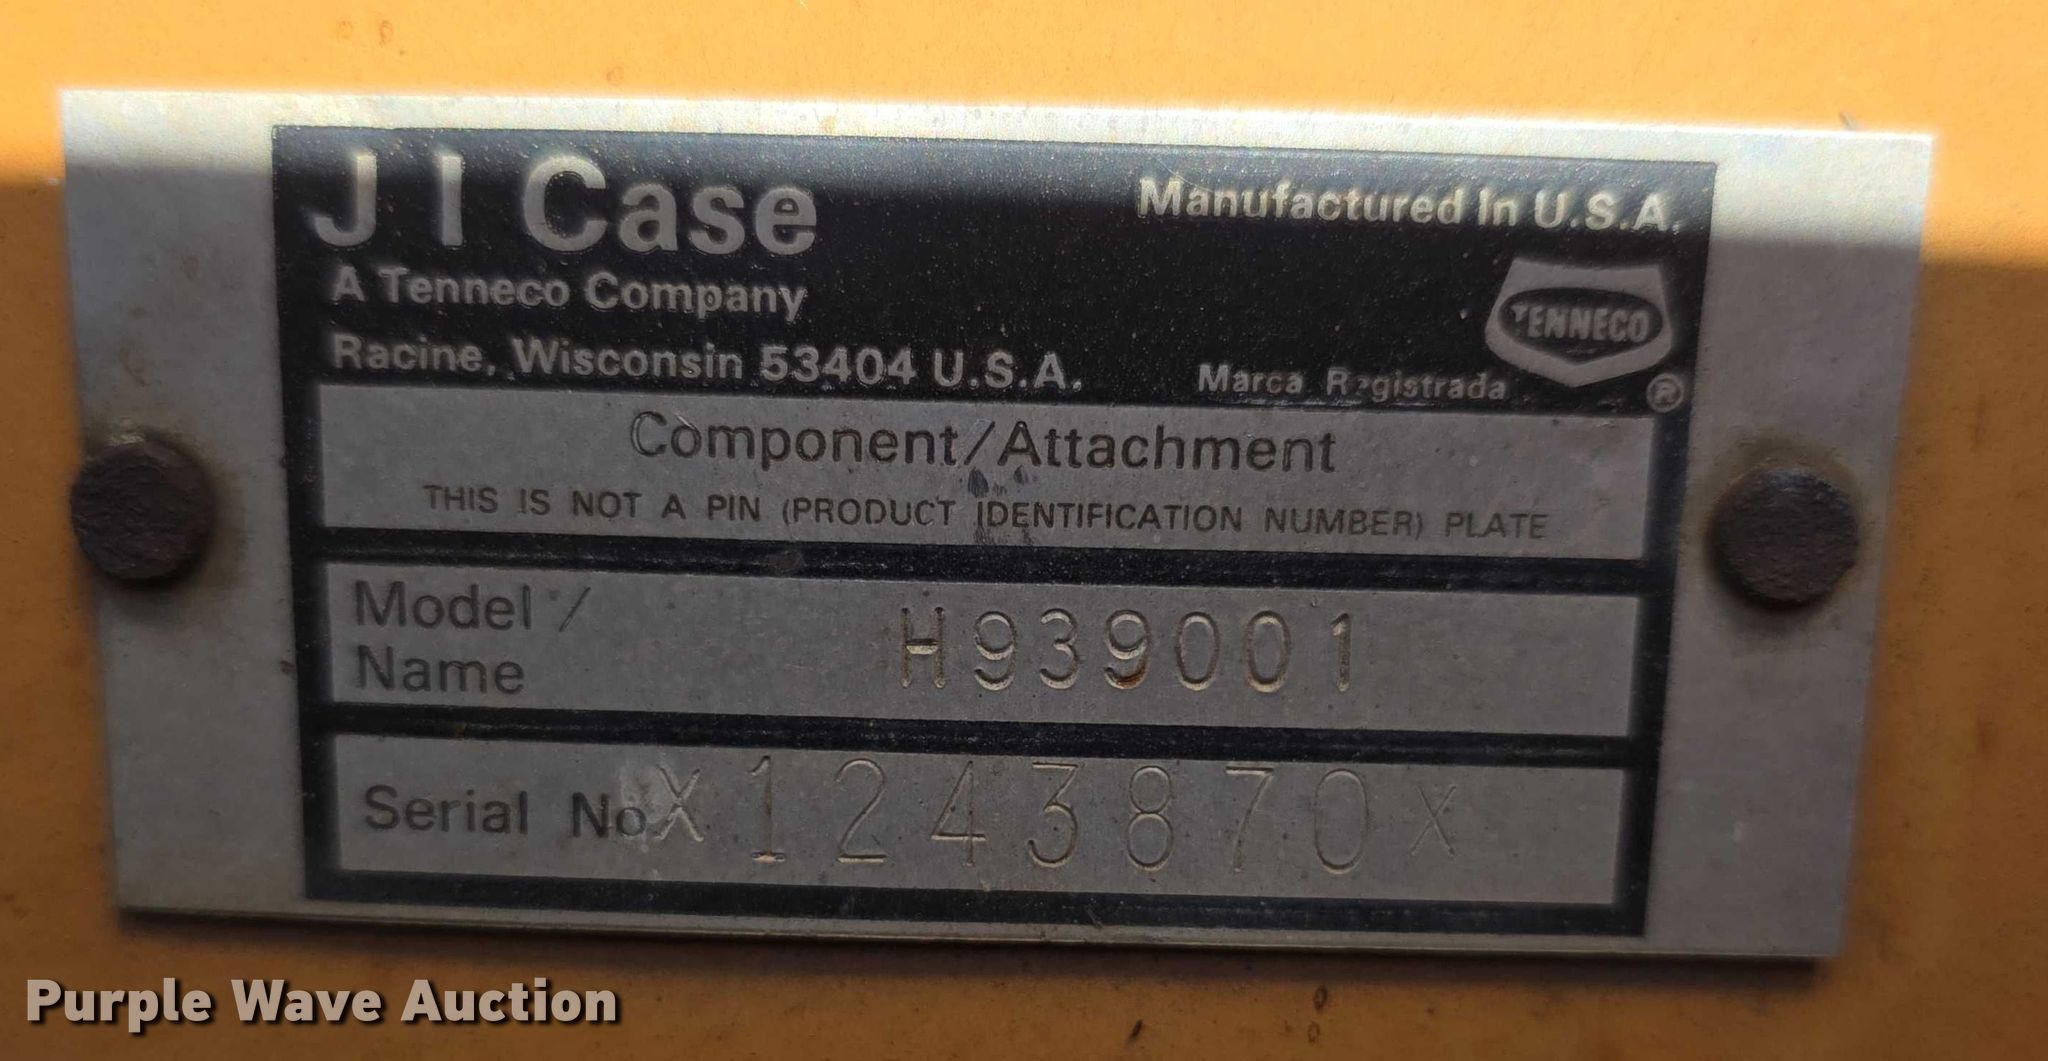 J I Case
Manufactured In U.S.A.
A Tenneco Company
TENNECO
Racine, Wisconsin 53404 U.S.A.
Marca Registrada ®
Component/Attachment
THIS IS NOT A PIN (PRODUCT IDENTIFICATION NUMBER) PLATE
Model / Name H939001
Serial No X1243870X
Purple Wave Auction